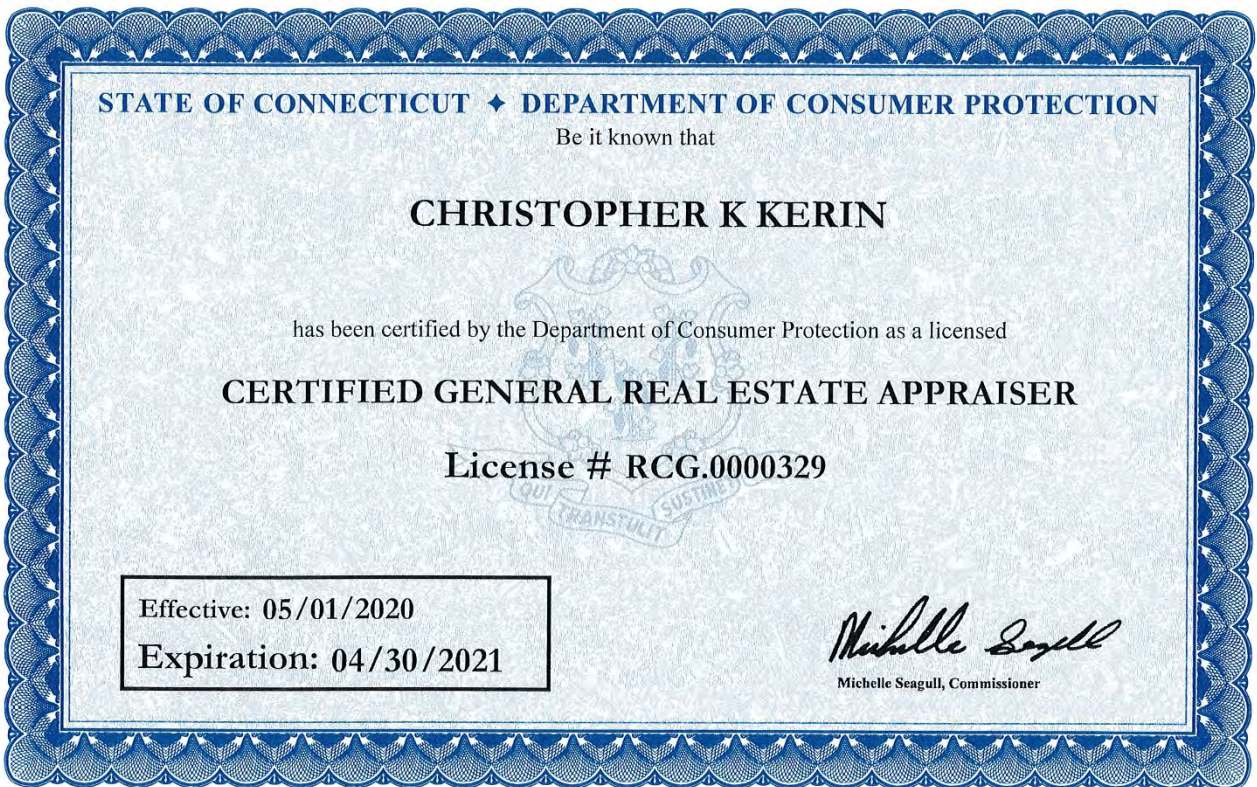 STATE OF CONNECTICUT ✦ DEPARTMENT OF CONSUMER PROTECTION
Be it known that
CHRISTOPHER K KERIN
has been certified by the Department of Consumer Protection as a licensed
CERTIFIED GENERAL REAL ESTATE APPRAISER
License # RCG.0000329
QUI TRANSTULIT SUSTINET
Effective: 05/01/2020
Expiration: 04/30/2021
Michelle Seagull
Michelle Seagull, Commissioner